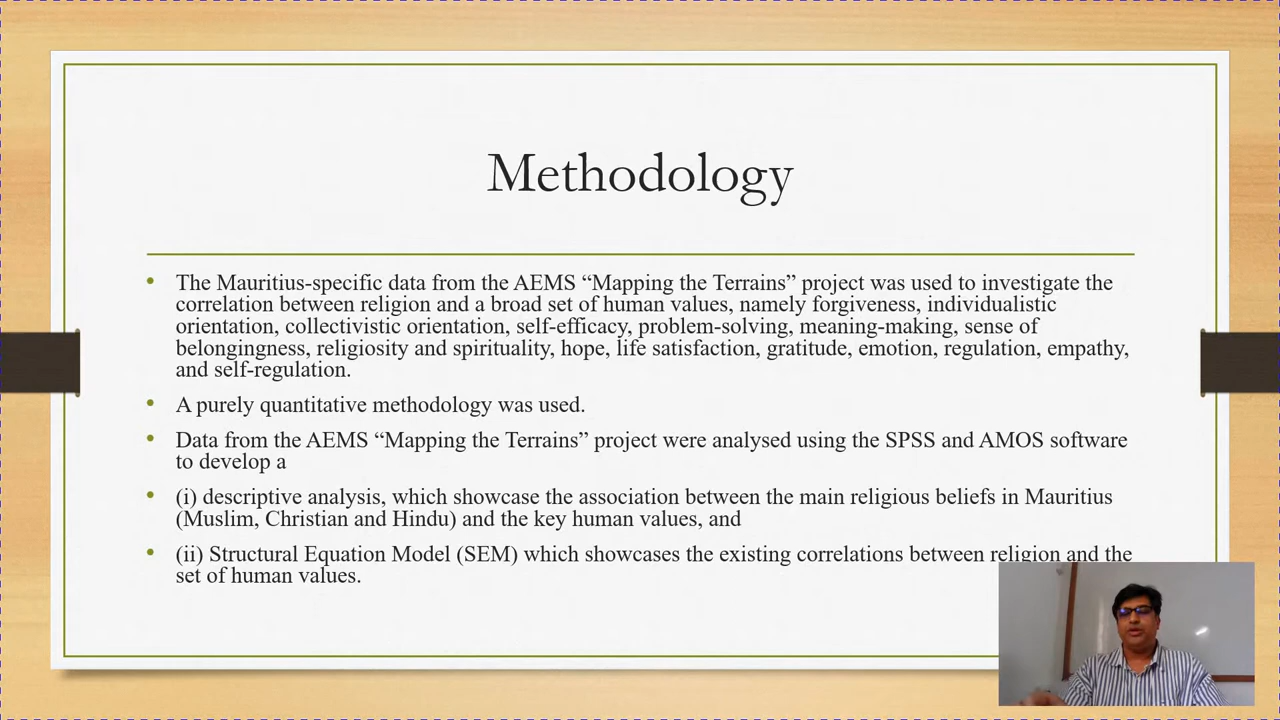 Methodology
• The Mauritius-specific data from the AEMS “Mapping the Terrains” project was used to investigate the
correlation between religion and a broad set of human values, namely forgiveness, individualistic
orientation, collectivistic orientation, self-efficacy, problem-solving, meaning-making, sense of
belongingness, religiosity and spirituality, hope, life satisfaction, gratitude, emotion, regulation, empathy,
and self-regulation.
• A purely quantitative methodology was used.
• Data from the AEMS “Mapping the Terrains” project were analysed using the SPSS and AMOS software
to develop a
• (i) descriptive analysis, which showcase the association between the main religious beliefs in Mauritius
(Muslim, Christian and Hindu) and the key human values, and
• (ii) Structural Equation Model (SEM) which showcases the existing correlations between religion and the
set of human values.